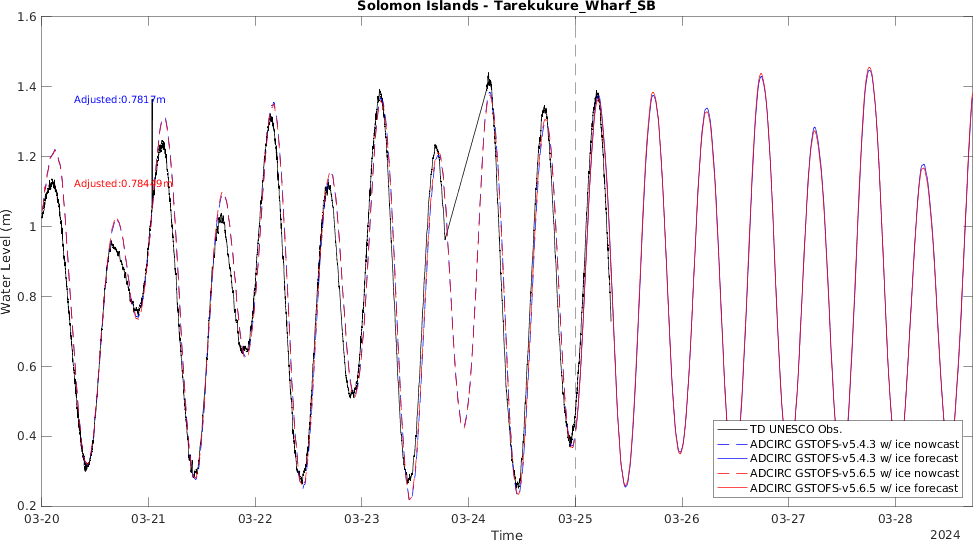 Solomon Islands - Tarekukure_Wharf_SB
1.6
1.4
1.2
1
0.8
0.6
0.4
0.2
Water Level (m)
Adjusted:0.7817m
Adjusted:0.78449m
TD UNESCO Obs.
ADCIRC GSTOFS-v5.4.3 w/ ice nowcast
ADCIRC GSTOFS-v5.4.3 w/ ice forecast
ADCIRC GSTOFS-v5.6.5 w/ ice nowcast
ADCIRC GSTOFS-v5.6.5 w/ ice forecast
03-20 03-21 03-22 03-23 03-24 03-25 03-26 03-27 03-28
Time
2024